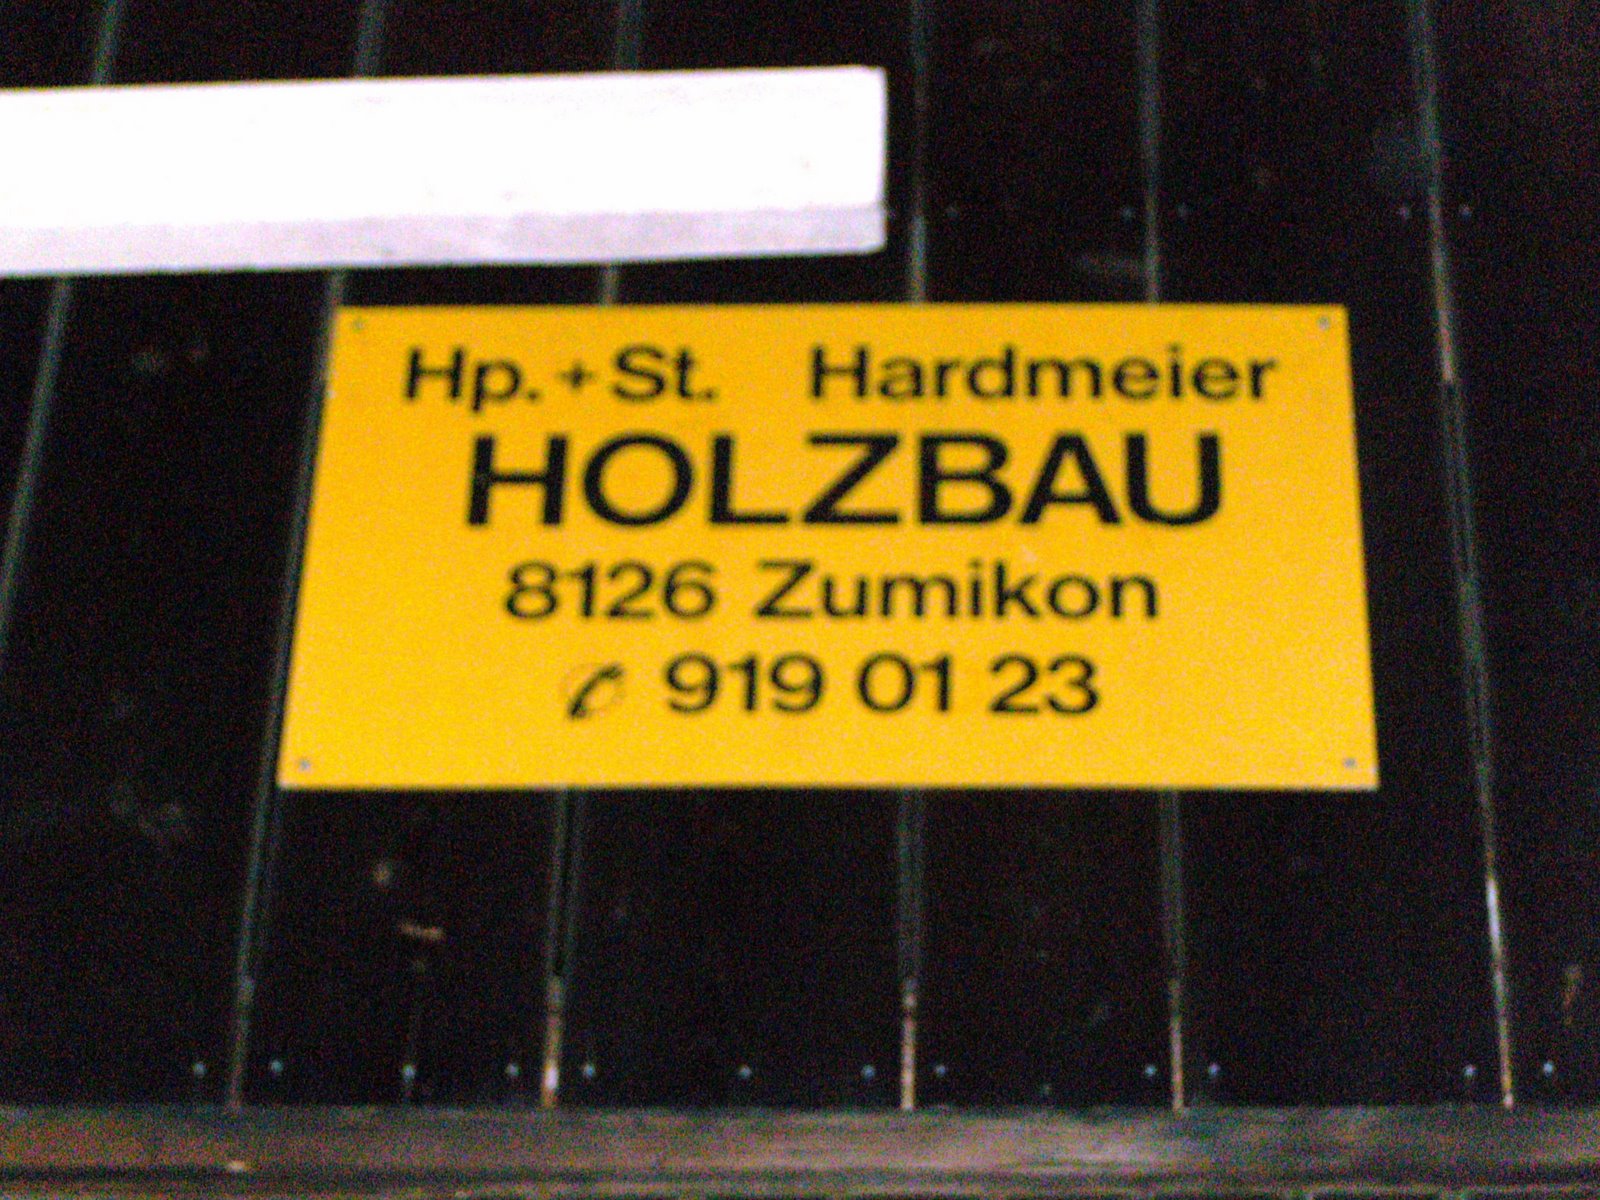 Hp. + St. Hardmeier
HOLZBAU
8126 Zumikon
✆ 919 01 23